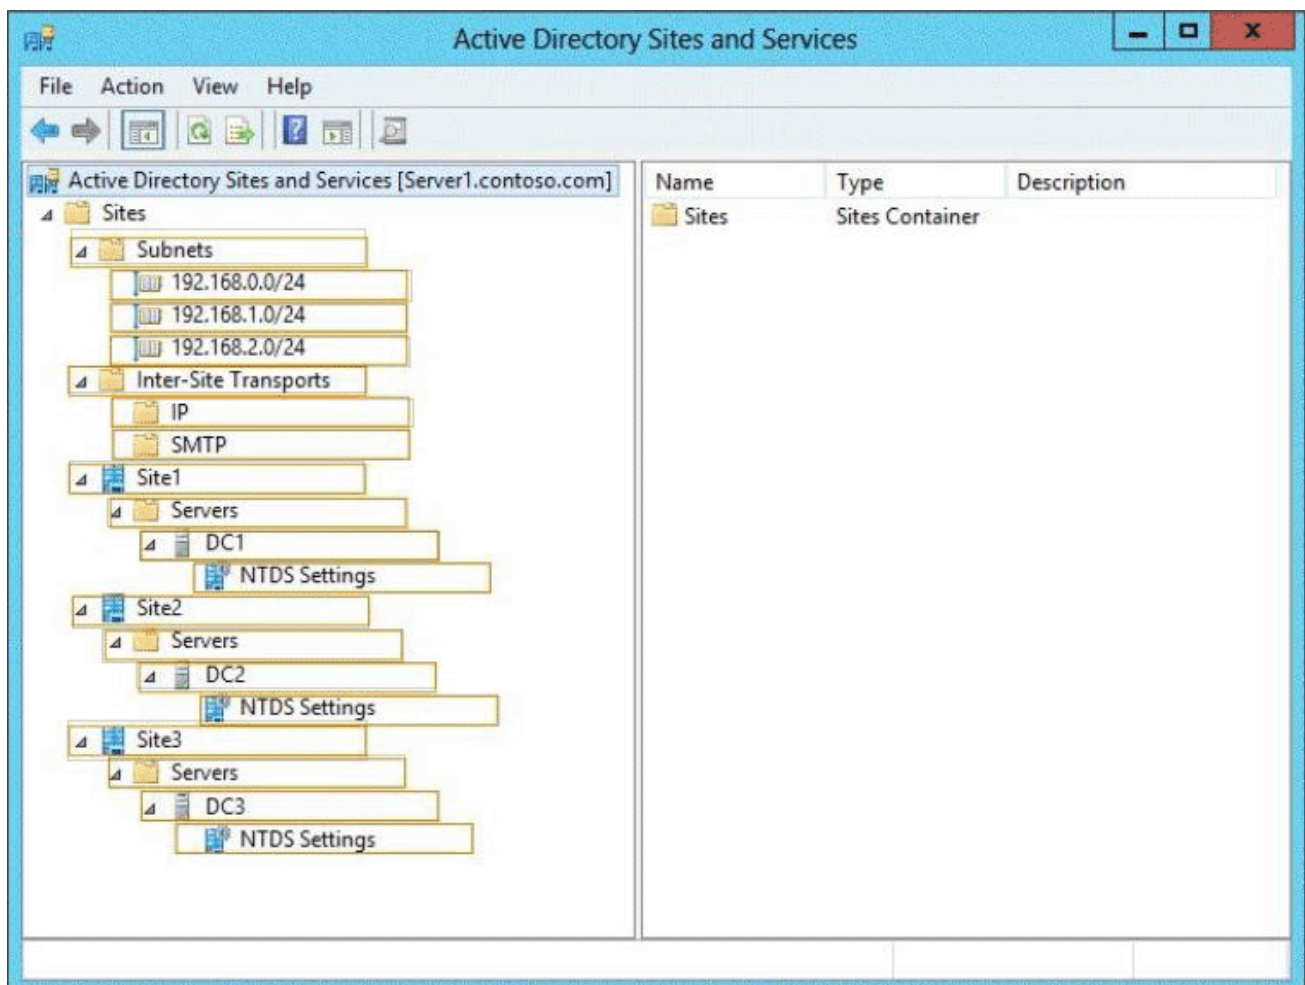 Active Directory Sites and Services
File Action View Help
Active Directory Sites and Services [Server1.contoso.com]
Sites
Subnets
192.168.0.0/24
192.168.1.0/24
192.168.2.0/24
Inter-Site Transports
IP
SMTP
Site1
Servers
DC1
NTDS Settings
Site2
Servers
DC2
NTDS Settings
Site3
Servers
DC3
NTDS Settings
Name Type Description
Sites Sites Container